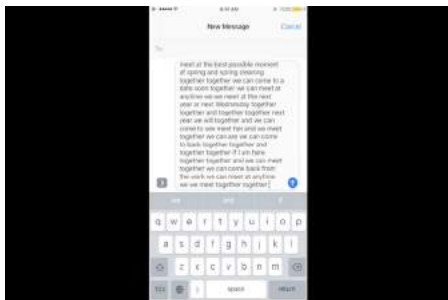 New Message Cancel
To:
meet at the best possible moment
of spring and spring cleaning
together together we can come to a
soon together we can meet at
anytime we we meet at the next
year or next Wednesday together
together and together together next
year we will together and we can
come to see meet her and we meet
together we can we can come
to back together together and
together together if I am here
together together and we can meet
together we can come back from
the work we can meet at anytime
we we meet together together
and
q w e r t y u i o p
a s d f g h j k l
z x c v b n m
123 space return